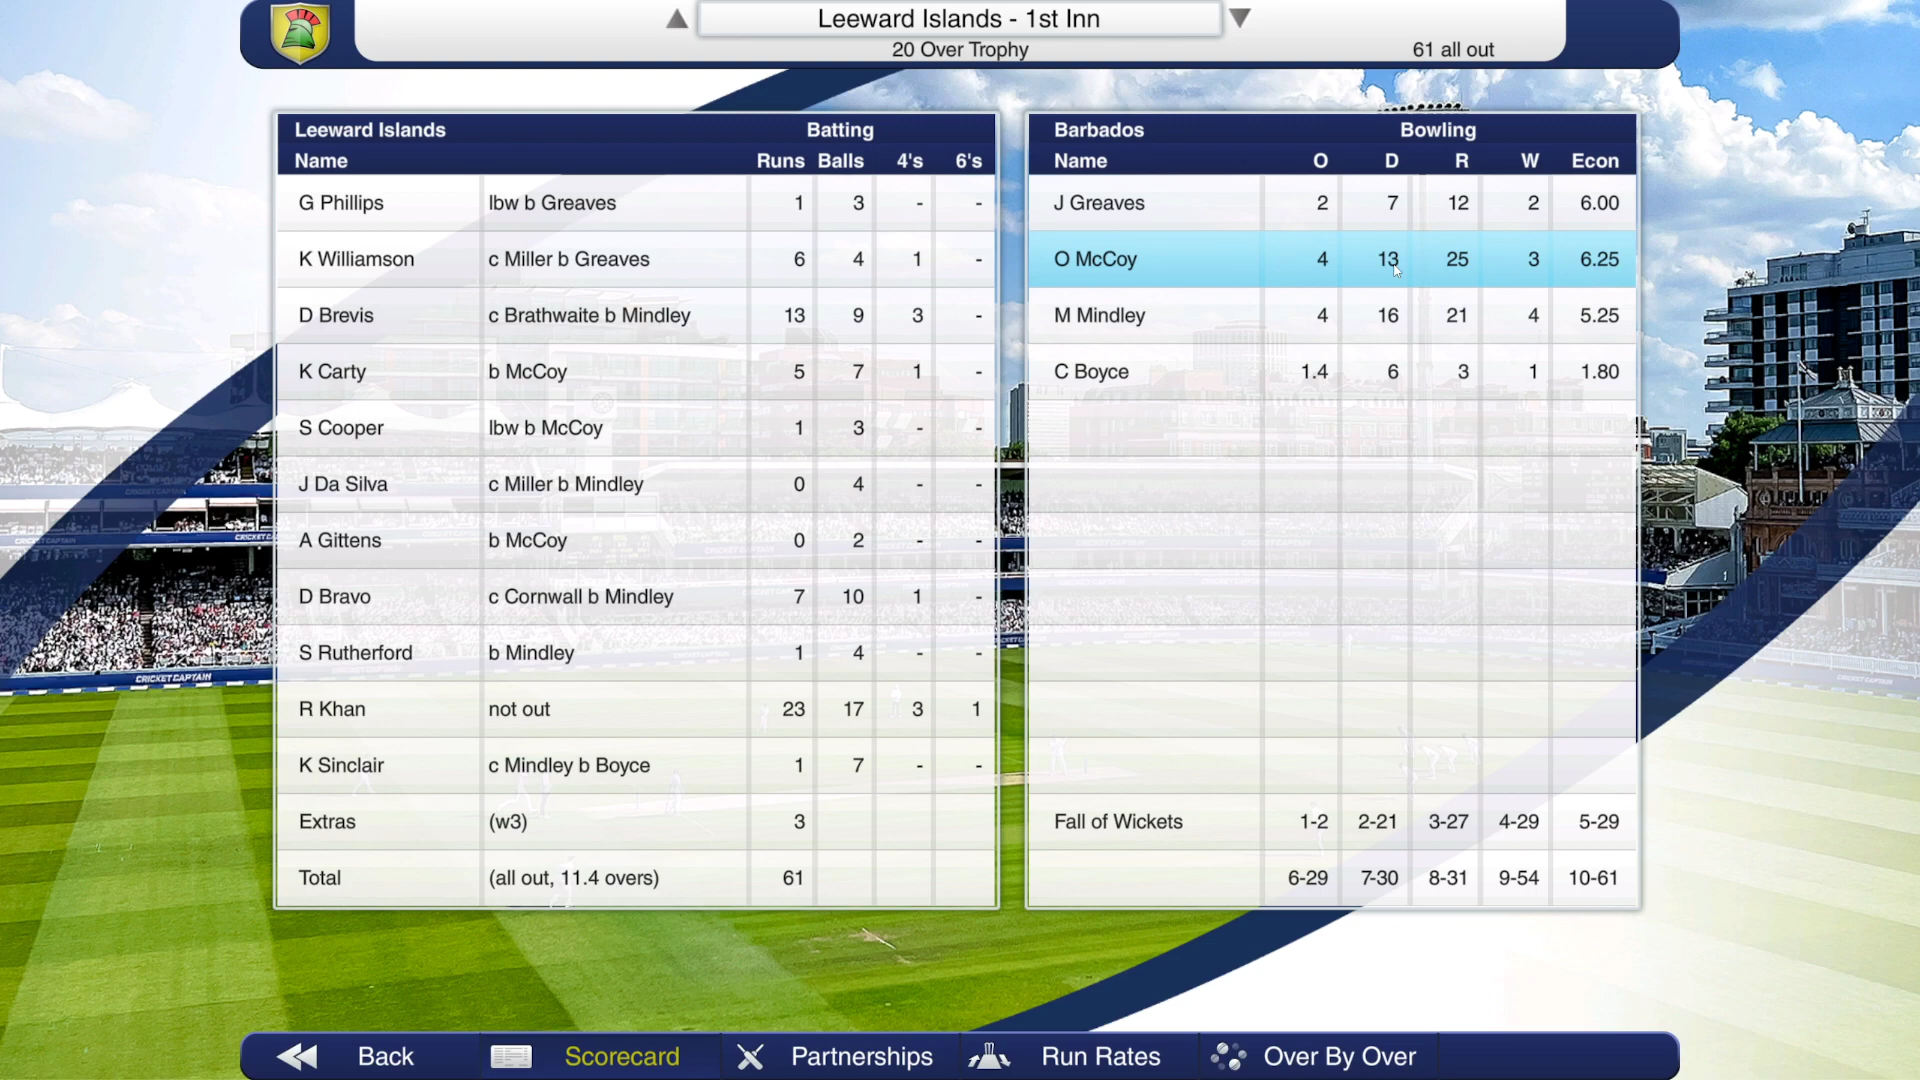 Leeward Islands - 1st Inn
20 Over Trophy 61 all out
Leeward Islands Batting
Name Runs Balls 4's 6's
G Phillips lbw b Greaves 1 3 - -
K Williamson c Miller b Greaves 6 4 1 -
D Brevis c Brathwaite b Mindley 13 9 3 -
K Carty b McCoy 5 7 1 -
S Cooper lbw b McCoy 1 3 - -
J Da Silva c Miller b Mindley 0 4 - -
A Gittens b McCoy 0 2 - -
D Bravo c Cornwall b Mindley 7 10 1 -
S Rutherford b Mindley 1 4 - -
R Khan not out 23 17 3 1
K Sinclair c Mindley b Boyce 1 7 - -
Extras (w3) 3
Total (all out, 11.4 overs) 61
Barbados Bowling
Name O D R W Econ
J Greaves 2 7 12 2 6.00
O McCoy 4 13 25 3 6.25
M Mindley 4 16 21 4 5.25
C Boyce 1.4 6 3 1 1.80
Fall of Wickets 1-2 2-21 3-27 4-29 5-29
6-29 7-30 8-31 9-54 10-61
CRICKET CAPTAIN
Back Scorecard Partnerships Run Rates Over By Over